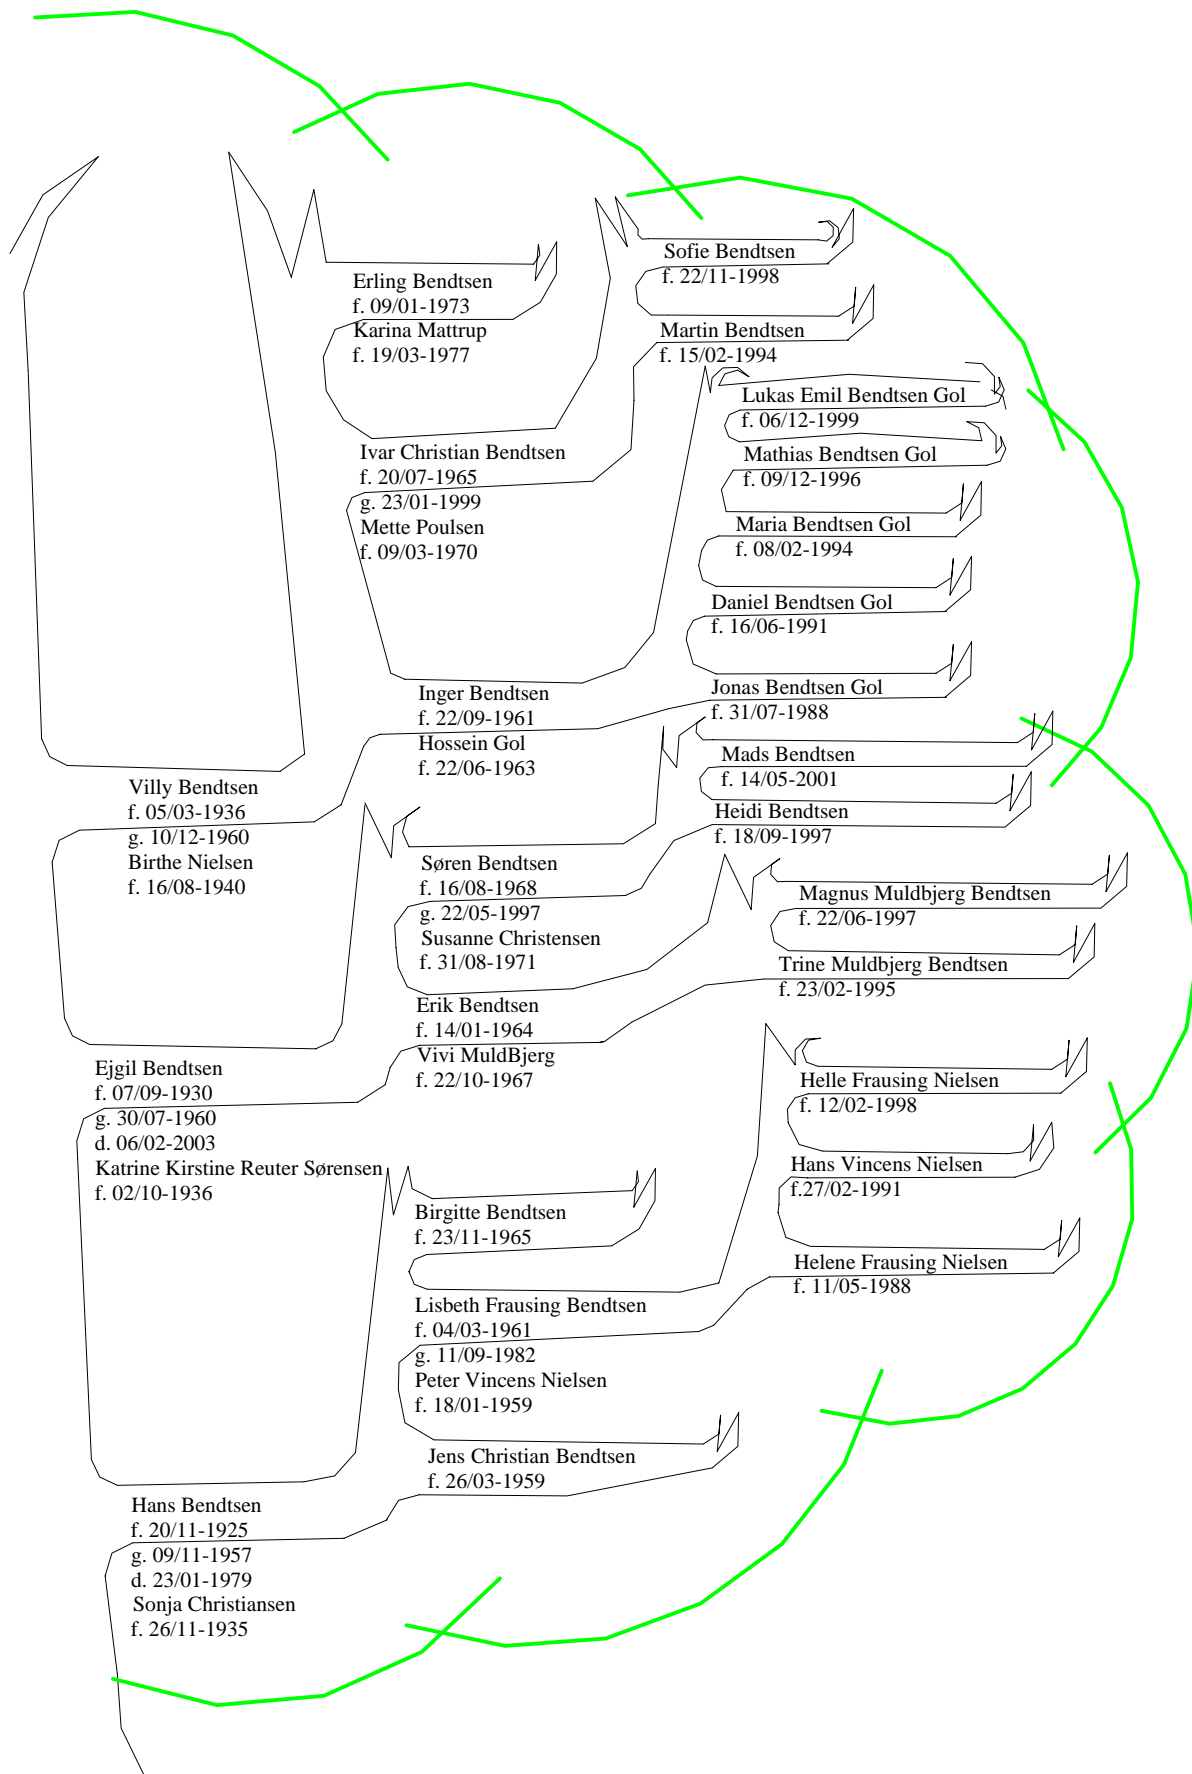 Sofie Bendtsen
f. 22/11-1998
Erling Bendtsen
f. 09/01-1973
Karina Mattrup
f. 19/03-1977
Martin Bendtsen
f. 15/02-1994
Lukas Emil Bendtsen Gol
f. 06/12-1999
Mathias Bendtsen Gol
f. 09/12-1996
Ivar Christian Bendtsen
f. 20/07-1965
g. 23/01-1999
Mette Poulsen
f. 09/03-1970
Maria Bendtsen Gol
f. 08/02-1994
Daniel Bendtsen Gol
f. 16/06-1991
Jonas Bendtsen Gol
f. 31/07-1988
Inger Bendtsen
f. 22/09-1961
Hossein Gol
f. 22/06-1963
Mads Bendtsen
f. 14/05-2001
Heidi Bendtsen
f. 18/09-1997
Villy Bendtsen
f. 05/03-1936
g. 10/12-1960
Birthe Nielsen
f. 16/08-1940
Søren Bendtsen
f. 16/08-1968
g. 22/05-1997
Susanne Christensen
f. 31/08-1971
Magnus Muldbjerg Bendtsen
f. 22/06-1997
Trine Muldbjerg Bendtsen
f. 23/02-1995
Erik Bendtsen
f. 14/01-1964
Vivi MuldBjerg
f. 22/10-1967
Ejgil Bendtsen
f. 07/09-1930
g. 30/07-1960
d. 06/02-2003
Katrine Kirstine Reuter Sørensen
f. 02/10-1936
Helle Frausing Nielsen
f. 12/02-1998
Hans Vincens Nielsen
f.27/02-1991
Birgitte Bendtsen
f. 23/11-1965
Helene Frausing Nielsen
f. 11/05-1988
Lisbeth Frausing Bendtsen
f. 04/03-1961
g. 11/09-1982
Peter Vincens Nielsen
f. 18/01-1959
Jens Christian Bendtsen
f. 26/03-1959
Hans Bendtsen
f. 20/11-1925
g. 09/11-1957
d. 23/01-1979
Sonja Christiansen
f. 26/11-1935